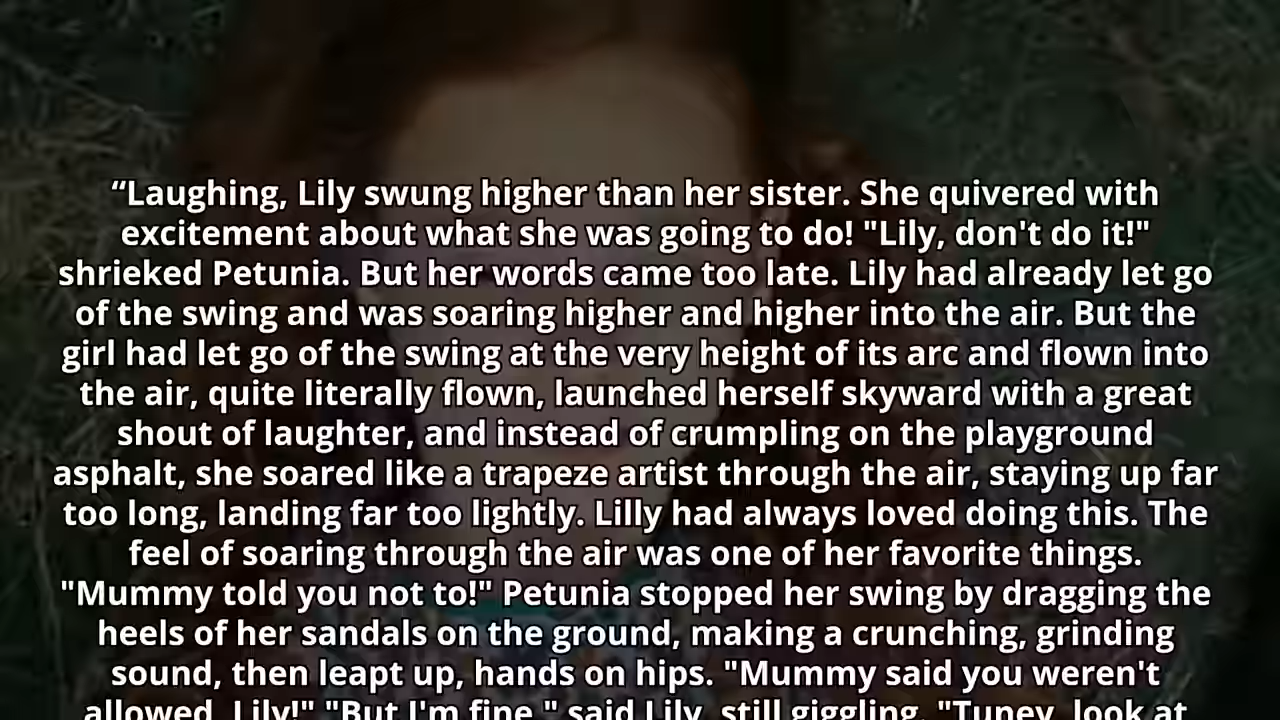 “Laughing, Lily swung higher than her sister. She quivered with
excitement about what she was going to do! "Lily, don't do it!"
shrieked Petunia. But her words came too late. Lily had already let go
of the swing and was soaring higher and higher into the air. But the
girl had let go of the swing at the very height of its arc and flown into
the air, quite literally flown, launched herself skyward with a great
shout of laughter, and instead of crumpling on the playground
asphalt, she soared like a trapeze artist through the air, staying up far
too long, landing far too lightly. Lilly had always loved doing this. The
feel of soaring through the air was one of her favorite things.
"Mummy told you not to!" Petunia stopped her swing by dragging the
heels of her sandals on the ground, making a crunching, grinding
sound, then leapt up, hands on hips. "Mummy said you weren't
allowed, Lily!" "But I'm fine," said Lily, still giggling. "Tuney, look at